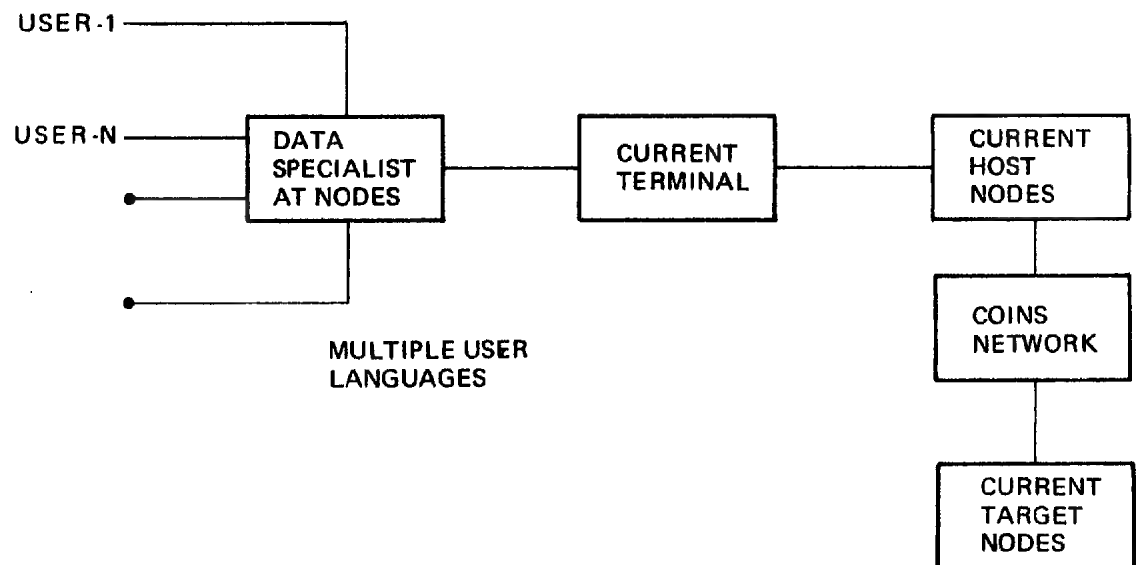 USER-1
USER-N
DATA
SPECIALIST
AT NODES
CURRENT
TERMINAL
CURRENT
HOST
NODES
COINS
NETWORK
MULTIPLE USER
LANGUAGES
CURRENT
TARGET
NODES